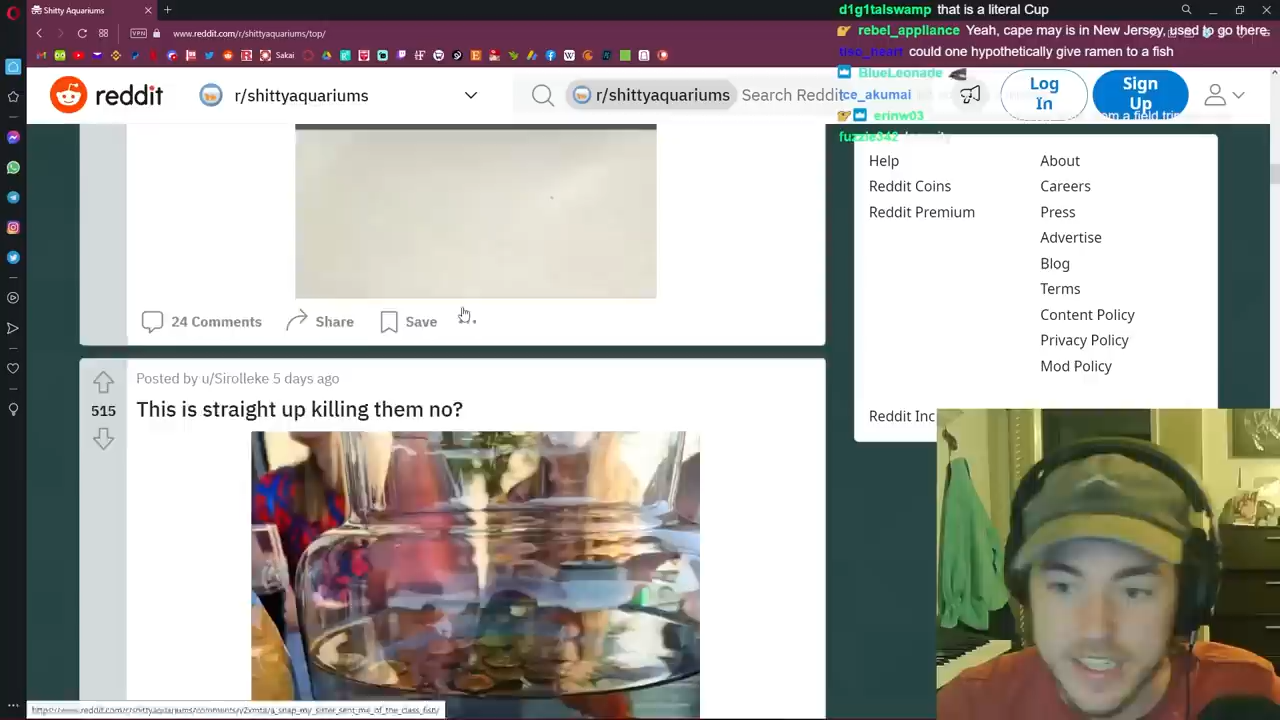 Shitty Aquariums
d1g1talswamp that is a literal Cup
VPN www.reddit.com/r/shittyaquariums/top/
rebel_appliance Yeah, cape may is in New Jersey, used to go there
could one hypothetically give ramen to a fish
Sakai
BlueLeonade
reddit r/shittyaquariums r/shittyaquariums Search Reddit
Log In
Sign Up
erinw03
fuzzie342
Help About
Reddit Coins Careers
Reddit Premium Press
Advertise
Blog
Terms
Content Policy
Privacy Policy
Mod Policy
Reddit Inc
24 Comments Share Save
Posted by u/Sirolleke 5 days ago
515
This is straight up killing them no?